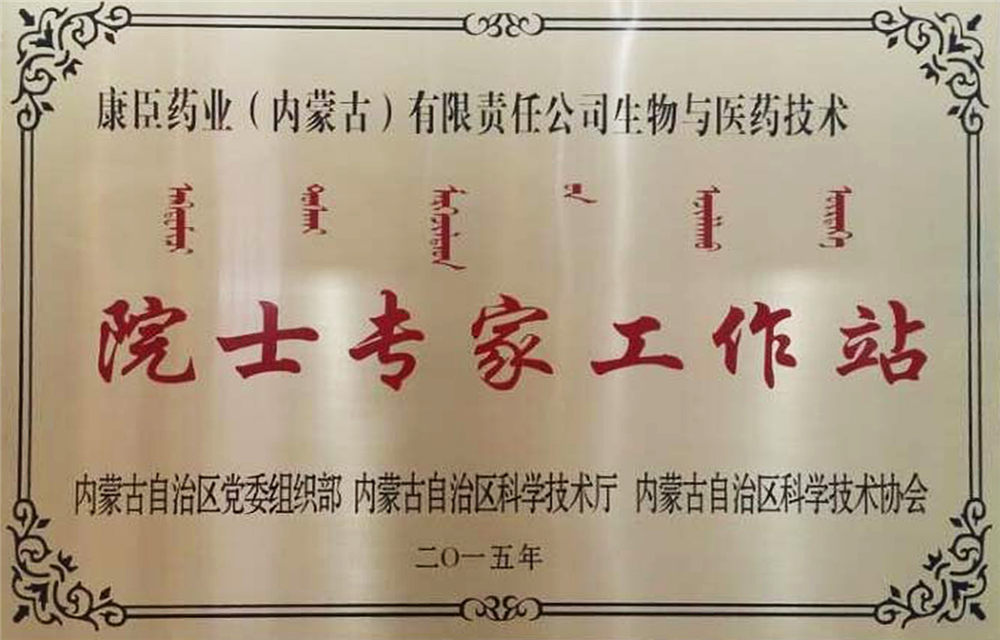 康臣药业（内蒙古）有限责任公司生物与医药技术
院士专家工作站
内蒙古自治区党委组织部 内蒙古自治区科学技术厅 内蒙古自治区科学技术协会
二〇一五年